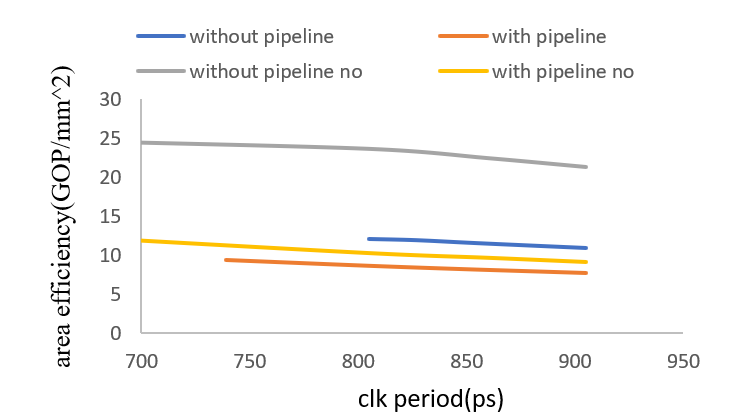 without pipeline
with pipeline
without pipeline no
with pipeline no
area efficiency(GOP/mm^2)
30
25
20
15
10
5
0
700 750 800 850 900 950
clk period(ps)